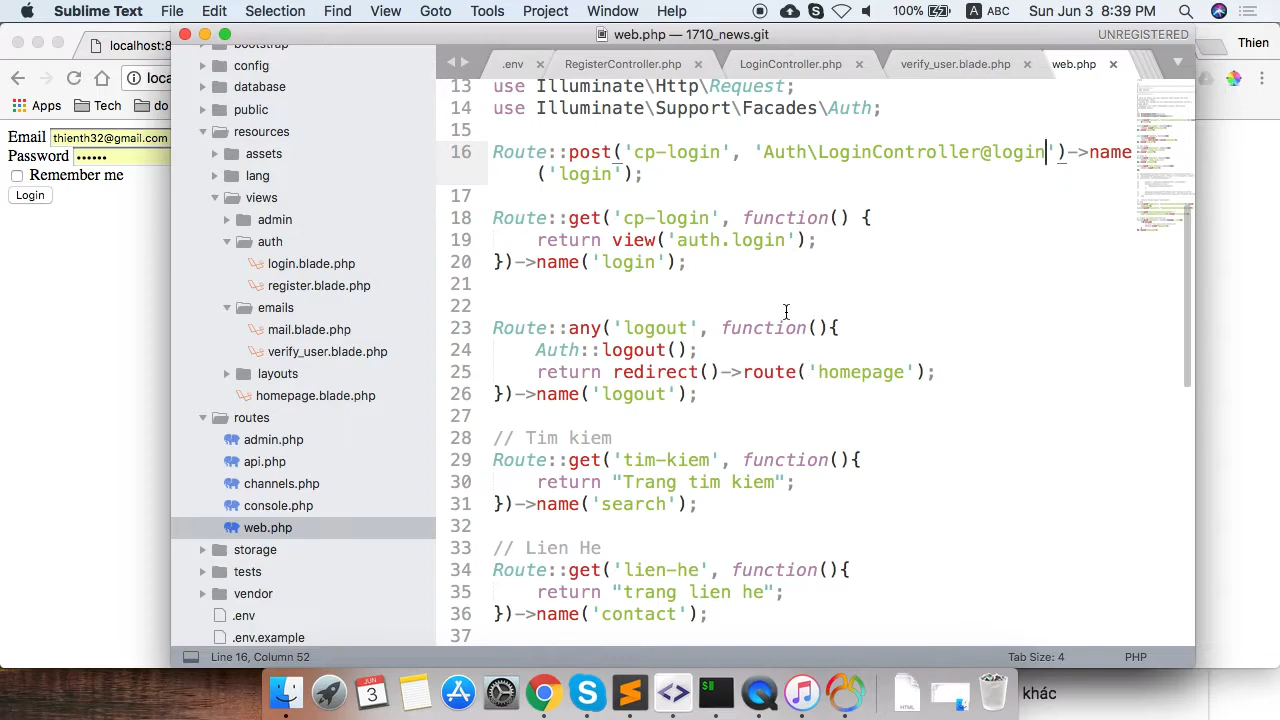 Sublime Text File Edit Selection Find View Goto Tools Project Window Help 100% A ABC Sun Jun 3 8:39 PM
web.php — 1710_news.git UNREGISTERED
localhost:8
Thien
.env RegisterController.php LoginController.php verify_user.blade.php web.php
Apps Tech do
Email thienth32@gmail.com
Password ••••••
Remember me
Login
config
database
public
resources
assets
lang
views
admin
auth
login.blade.php
register.blade.php
emails
mail.blade.php
verify_user.blade.php
layouts
homepage.blade.php
routes
admin.php
api.php
channels.php
console.php
web.php
storage
tests
vendor
.env
.env.example
13 use Illuminate\Http\Request;
14 use Illuminate\Support\Facades\Auth;
15
16 Route::post('cp-login', 'Auth\LoginController@login')->name
('login');
17
18 Route::get('cp-login', function() {
19 return view('auth.login');
20 })->name('login');
21
22
23 Route::any('logout', function(){
24 Auth::logout();
25 return redirect()->route('homepage');
26 })->name('logout');
27
28 // Tim kiem
29 Route::get('tim-kiem', function(){
30 return "Trang tim kiem";
31 })->name('search');
32
33 // Lien He
34 Route::get('lien-he', function(){
35 return "trang lien he";
36 })->name('contact');
37
Line 16, Column 52 Tab Size: 4 PHP
JUN
3
khác